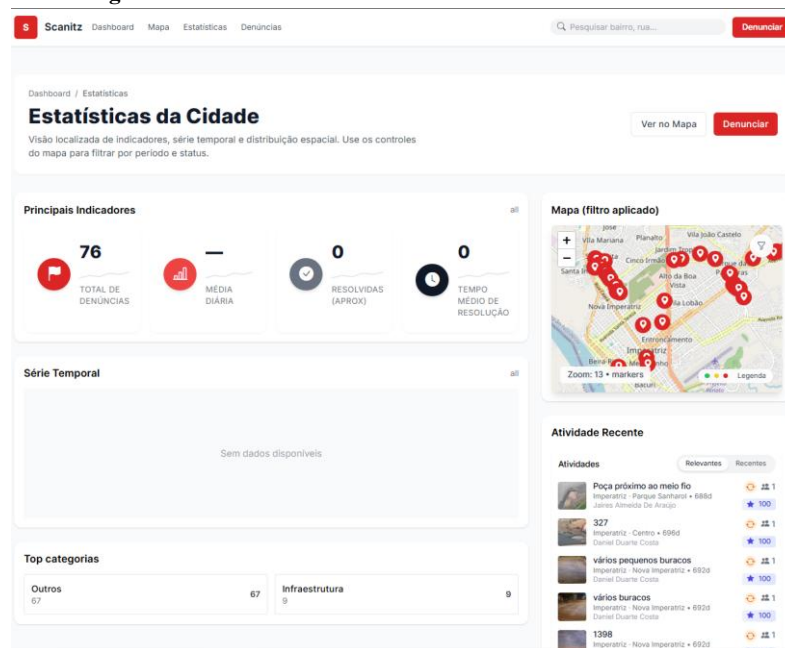 S Scanitz Dashboard Mapa Estatísticas Denúncias Pesquisar bairro, rua... Denunciar
Dashboard / Estatísticas
Estatísticas da Cidade
Visão localizada de indicadores, série temporal e distribuição espacial. Use os controles
do mapa para filtrar por período e status.
Ver no Mapa Denunciar
Principais Indicadores all
76
TOTAL DE
DENÚNCIAS
—
MÉDIA
DIÁRIA
0
RESOLVIDAS
(APROX)
0
TEMPO
MÉDIO DE
RESOLUÇÃO
Série Temporal all
Sem dados disponíveis
Top categorias
Outros
67
67
Infraestrutura
9
9
Mapa (filtro aplicado)
+
−
Vila Mariana
Planalto
Vila João Castelo
Cinco Irmãos
Alto da Boa
Vista
Nova Imperatriz
Vila Lobão
Entroncamento
Imperatriz
Bacuri
Zoom: 13 • markers
Legenda
Atividade Recente
Atividades Relevantes Recentes
Poça próximo ao meio fio 1
Imperatriz · Parque Sanharol • 688d
Jaires Almeida De Araújo 100
327 1
Imperatriz · Centro • 696d
Daniel Duarte Costa 100
vários pequenos buracos 1
Imperatriz · Nova Imperatriz • 692d
Daniel Duarte Costa 100
vários buracos 1
Imperatriz · Nova Imperatriz • 692d
Daniel Duarte Costa 100
1398 1
Imperatriz · Nova Imperatriz • 692d